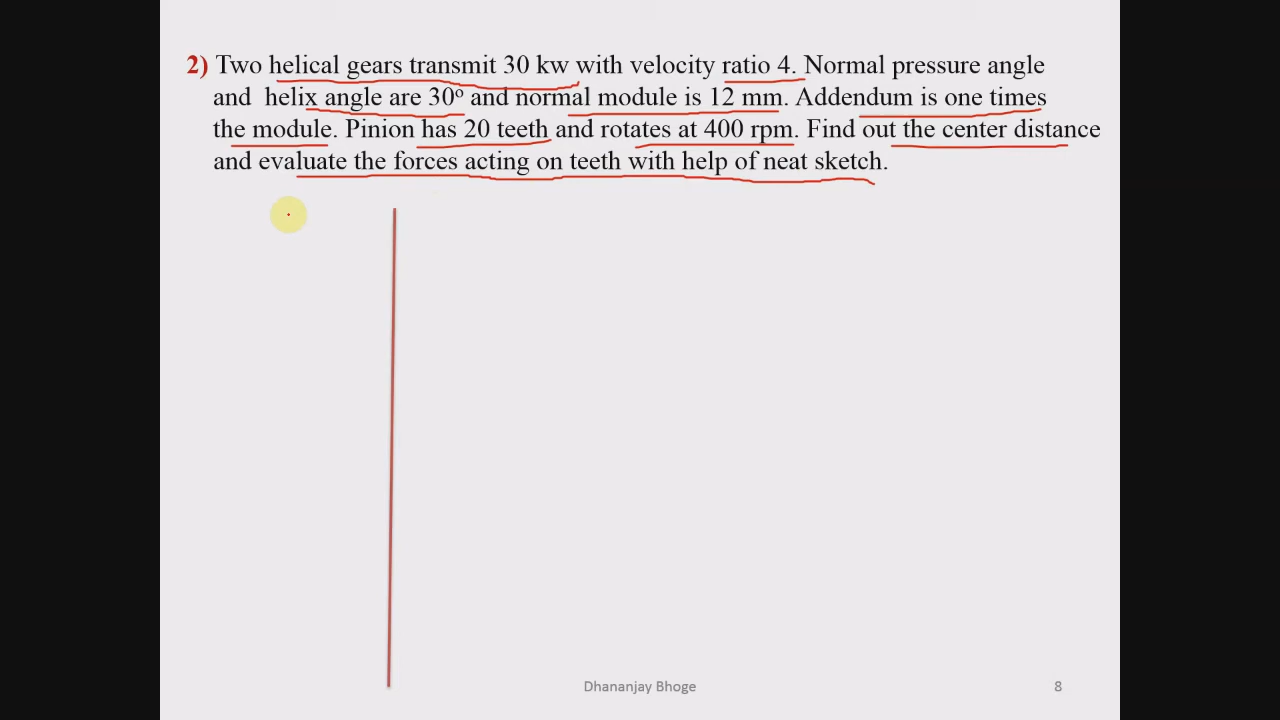 2) Two helical gears transmit 30 kw with velocity ratio 4. Normal pressure angle
and helix angle are 30° and normal module is 12 mm. Addendum is one times
the module. Pinion has 20 teeth and rotates at 400 rpm. Find out the center distance
and evaluate the forces acting on teeth with help of neat sketch.
Dhananjay Bhoge
8